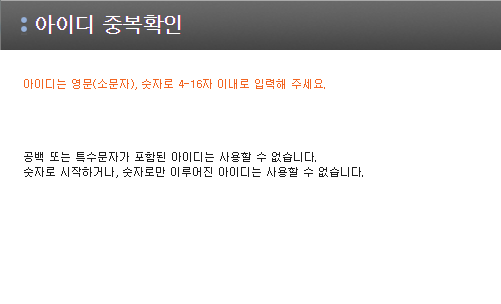 아이디 중복확인
아이디는 영문(소문자), 숫자로 4-16자 이내로 입력해 주세요.
공백 또는 특수문자가 포함된 아이디는 사용할 수 없습니다.
숫자로 시작하거나, 숫자로만 이루어진 아이디는 사용할 수 없습니다.